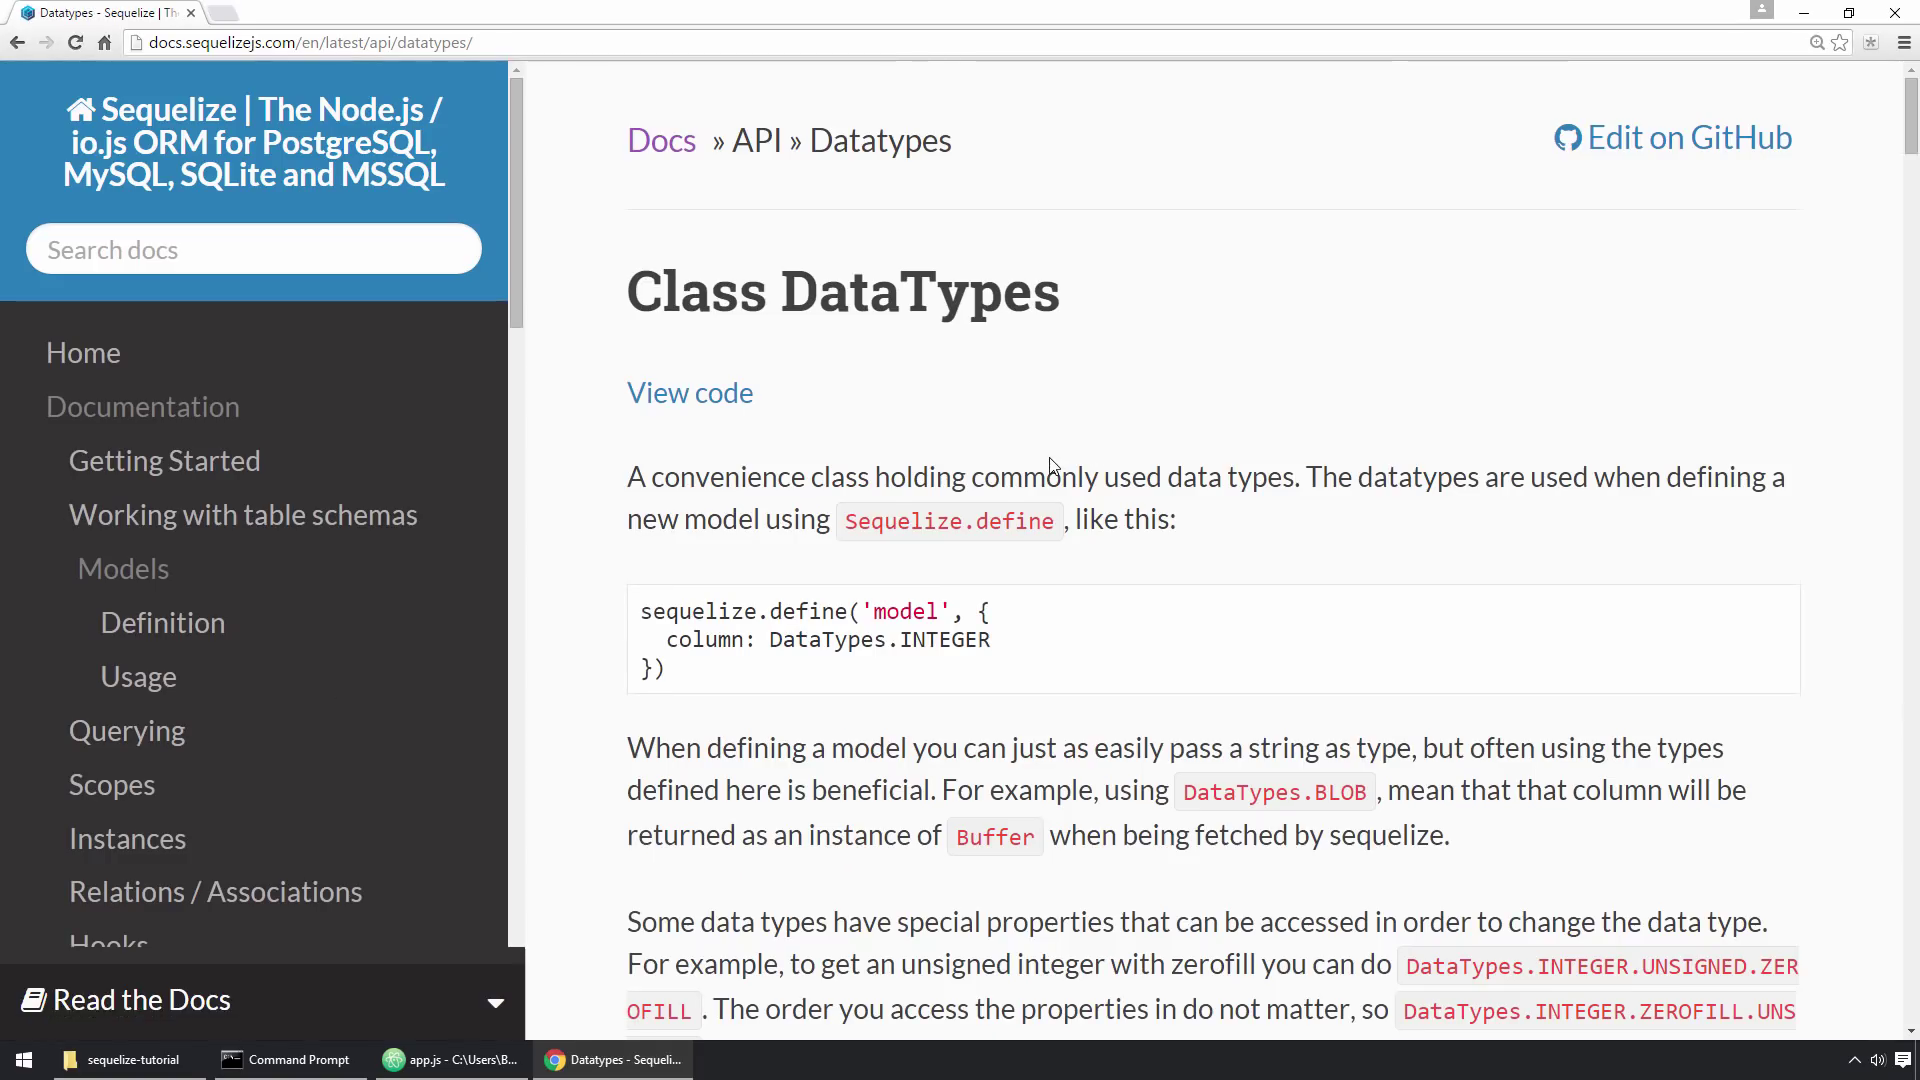 Datatypes - Sequelize | Th
docs.sequelizejs.com/en/latest/api/datatypes/
Sequelize | The Node.js /
io.js ORM for PostgreSQL,
MySQL, SQLite and MSSQL
Search docs
Home
Documentation
Getting Started
Working with table schemas
Models
Definition
Usage
Querying
Scopes
Instances
Relations / Associations
Hooks
Read the Docs
Docs » API » Datatypes
Edit on GitHub
Class DataTypes
View code
A convenience class holding commonly used data types. The datatypes are used when defining a
new model using Sequelize.define, like this:
sequelize.define('model', {
column: DataTypes.INTEGER
})
When defining a model you can just as easily pass a string as type, but often using the types
defined here is beneficial. For example, using DataTypes.BLOB, mean that that column will be
returned as an instance of Buffer when being fetched by sequelize.
Some data types have special properties that can be accessed in order to change the data type.
For example, to get an unsigned integer with zerofill you can do DataTypes.INTEGER.UNSIGNED.ZER
OFILL. The order you access the properties in do not matter, so DataTypes.INTEGER.ZEROFILL.UNS
sequelize-tutorial
Command Prompt
app.js - C:\Users\B...
Datatypes - Sequeli...